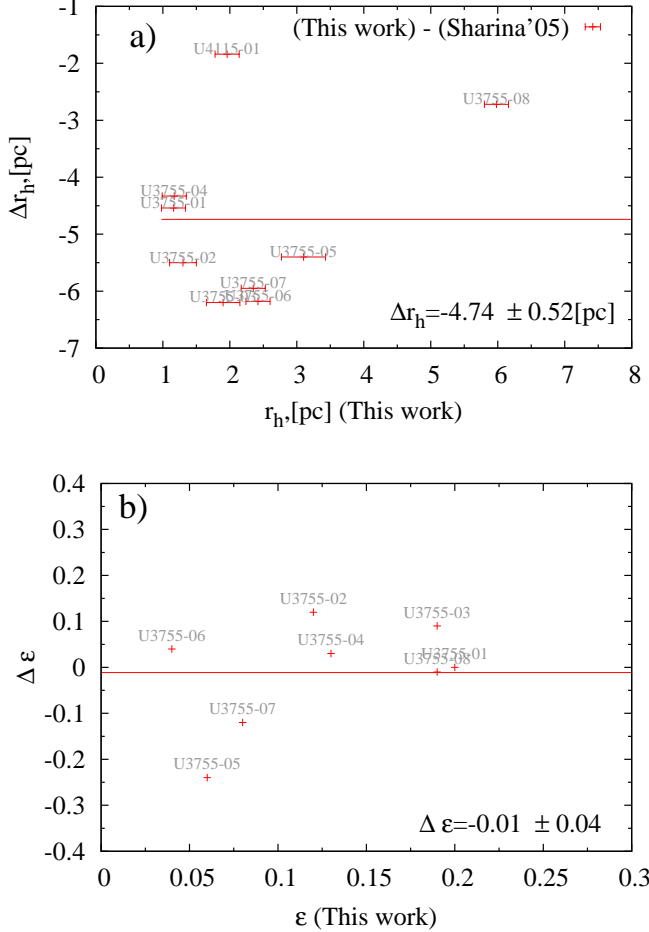 -1
a)
(This work) - (Sharina'05)
U4115-01
-2
U3755-08
-3
Δr_h,[pc]
-4
U3755-04
U3755-01
-5
U3755-02
U3755-05
U3755-07
-6
U3755-03
U3755-06
Δr_h=-4.74 ± 0.52[pc]
-7
0 1 2 3 4 5 6 7 8
r_h,[pc] (This work)
0.4
b)
0.3
0.2
U3755-02
U3755-03
0.1
U3755-06
U3755-04
U3755-01
U3755-08
0
Δ ε
-0.1
U3755-07
-0.2
U3755-05
-0.3
Δ ε=-0.01 ± 0.04
-0.4
0 0.05 0.1 0.15 0.2 0.25 0.3
ε (This work)